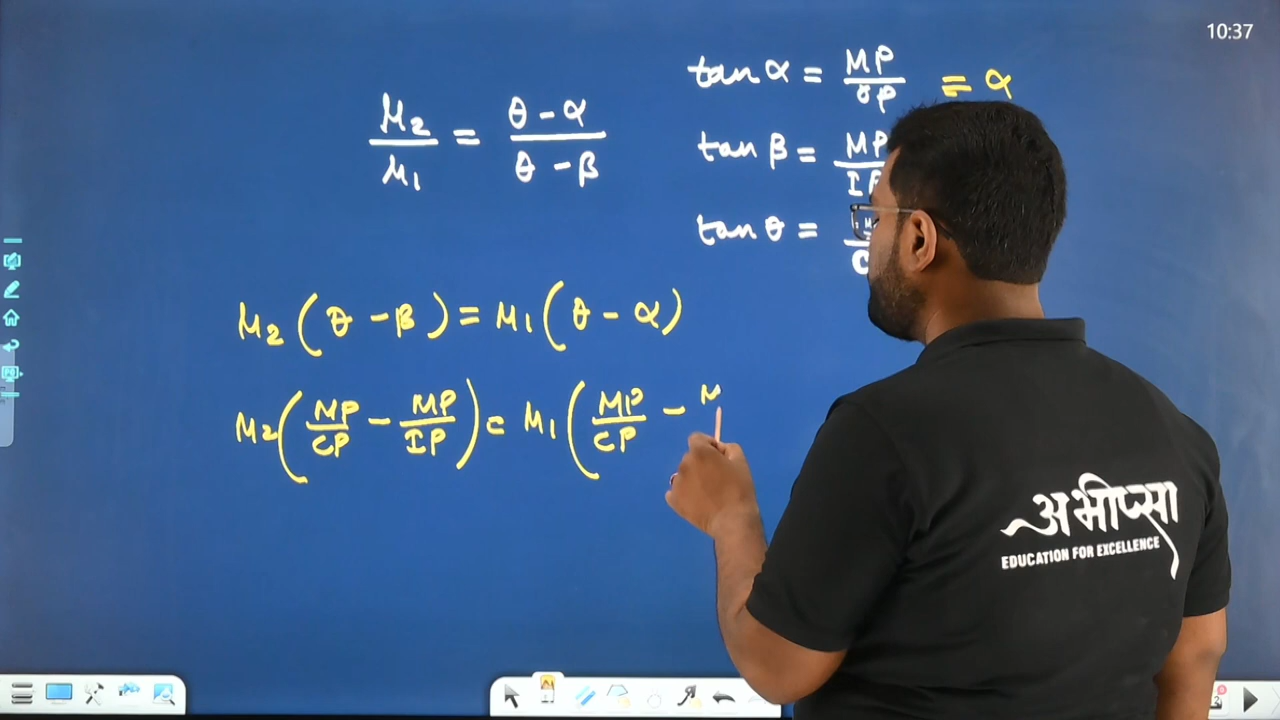 10:37
tan α = MP/OP = α
μ2/μ1 = θ - α/θ - β
tan β = MP
tan θ =
μ2 (θ - β) = μ1 (θ - α)
μ2 (MP/CP - MP/IP) = μ1 (MP/CP - M
अभीप्सा
EDUCATION FOR EXCELLENCE